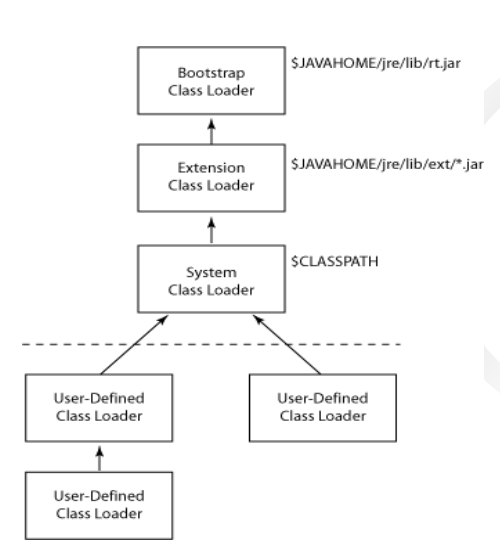 Bootstrap
Class Loader
$JAVAHOME/jre/lib/rt.jar
Extension
Class Loader
$JAVAHOME/jre/lib/ext/*.jar
System
Class Loader
$CLASSPATH
User-Defined
Class Loader
User-Defined
Class Loader
User-Defined
Class Loader